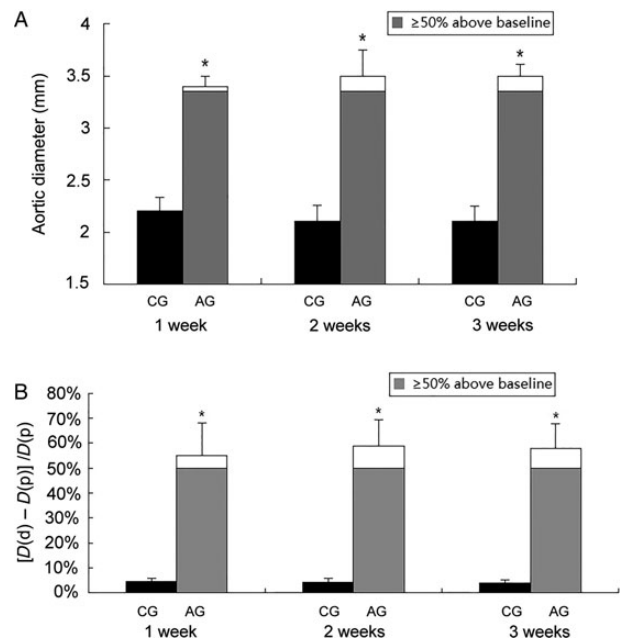 A
≥50% above baseline
Aortic diameter (mm)
4
3.5
3
2.5
2
1.5
*
*
*
CG AG CG AG CG AG
1 week 2 weeks 3 weeks
B
≥50% above baseline
[D(d) – D(p)] /D(p)
80%
70%
60%
50%
40%
30%
20%
10%
0%
*
*
*
CG AG CG AG CG AG
1 week 2 weeks 3 weeks